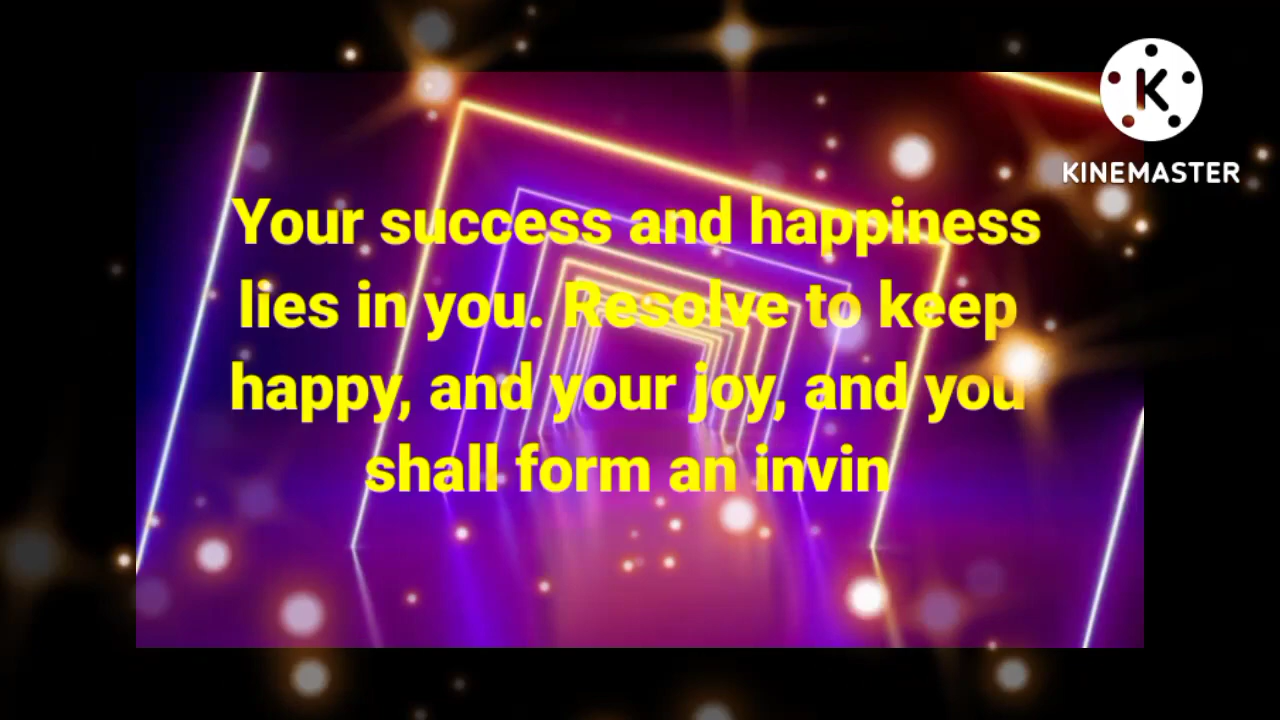 Your success and happiness
lies in you. Resolve to keep
happy, and your joy, and you
shall form an invin
K
KINEMASTER